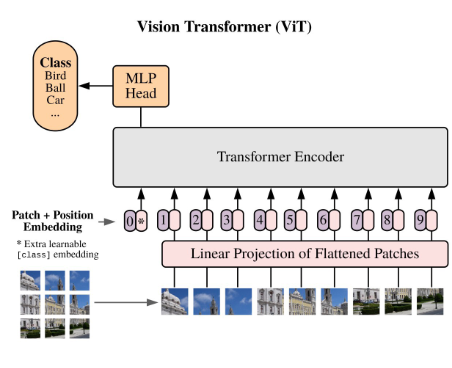 Vision Transformer (ViT)
Class
Bird
Ball
Car
...
MLP
Head
Transformer Encoder
Patch + Position
Embedding
* Extra learnable
[class] embedding
0 * 1 2 3 4 5 6 7 8 9
Linear Projection of Flattened Patches